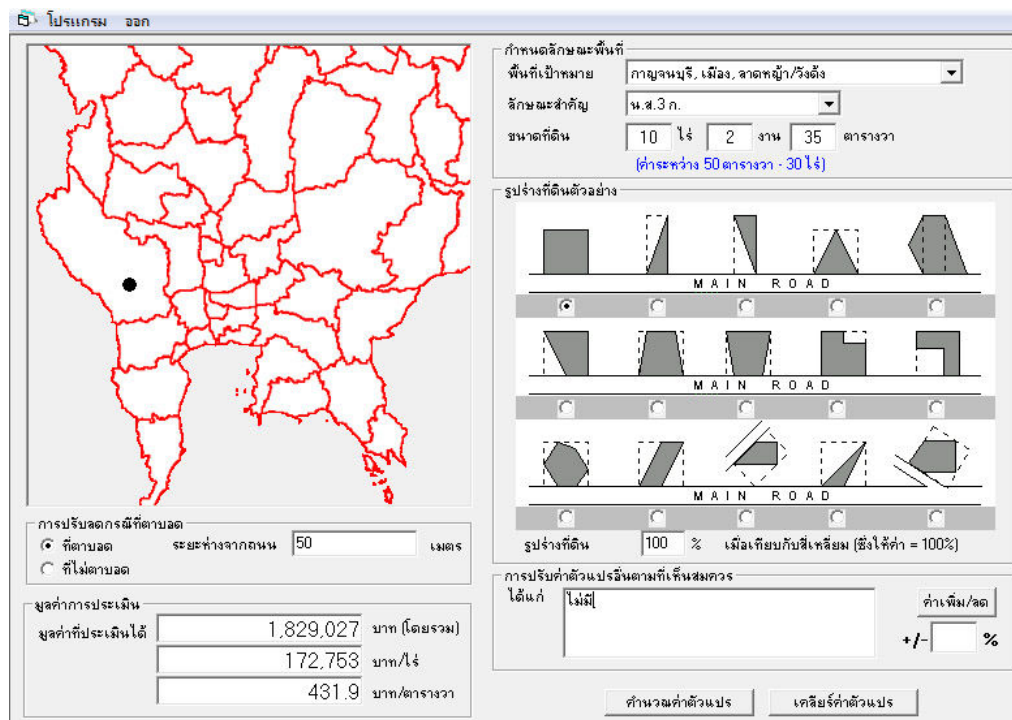 โปรแกรม ออก
กำหนดลักษณะพื้นที่
พื้นที่เป้าหมาย กาญจนบุรี, เมือง, ลาดหญ้า/วังด้ง
ลักษณะสำคัญ น.ส.3 ก.
ขนาดที่ดิน 10 ไร่ 2 งาน 35 ตารางวา
(ค่าระหว่าง 50 ตารางวา - 30 ไร่)
รูปร่างที่ดินตัวอย่าง
MAIN ROAD
MAIN ROAD
MAIN ROAD
รูปร่างที่ดิน 100 % เมื่อเทียบกับสี่เหลี่ยม (ซึ่งให้ค่า = 100%)
การปรับลดกรณีที่ตาบอด
ที่ตาบอด ระยะห่างจากถนน 50 เมตร
ที่ไม่ตาบอด
การปรับค่าตัวแปรอื่นตามที่เห็นสมควร
ได้แก่ ไม่มี
ค่าเพิ่ม/ลด
+/- %
มูลค่าการประเมิน
มูลค่าที่ประเมินได้ 1,829,027 บาท (โดยรวม)
172,753 บาท/ไร่
431.9 บาท/ตารางวา
คำนวณค่าตัวแปร เคลียร์ค่าตัวแปร